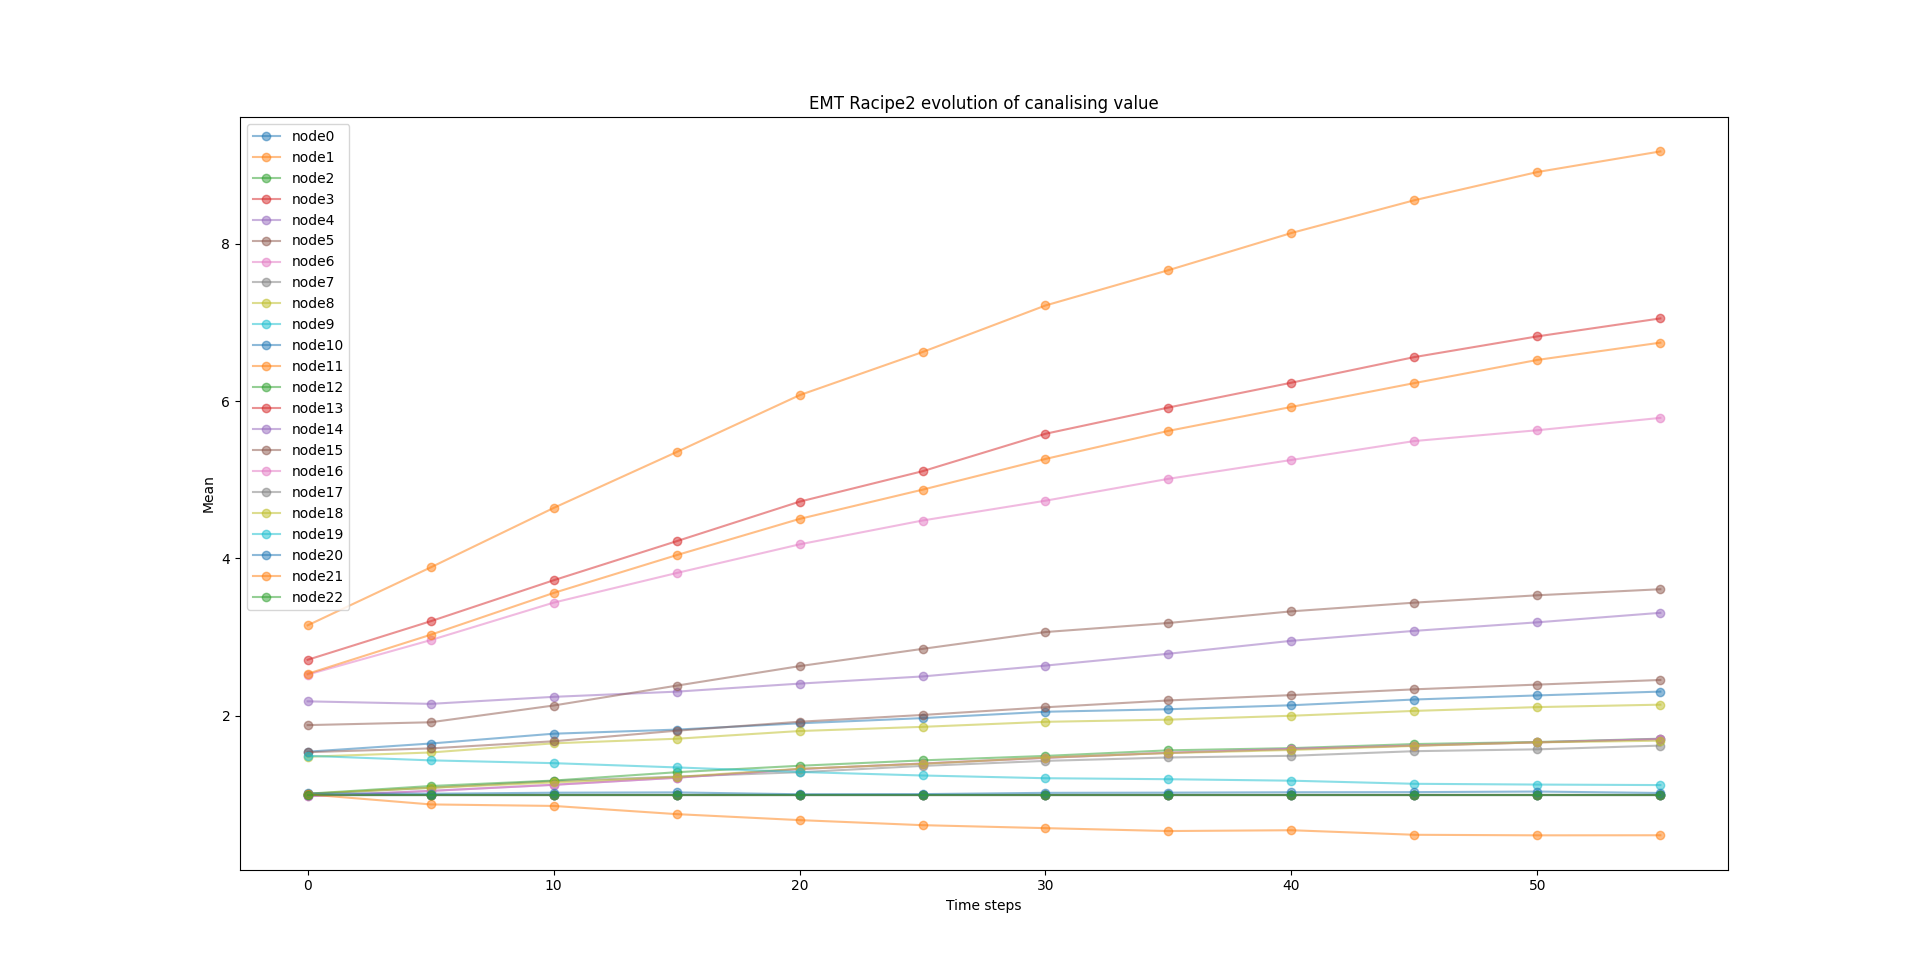 EMT Racipe2 evolution of canalising value
node0
node1
node2
node3
node4
node5
node6
node7
node8
node9
node10
node11
node12
node13
node14
node15
node16
node17
node18
node19
node20
node21
node22
8
6
4
2
Mean
0 10 20 30 40 50
Time steps